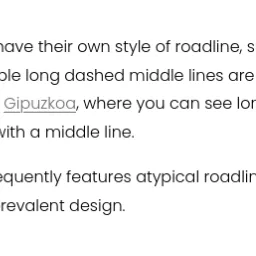 have their own style of roadline, s
ble long dashed middle lines are
Gipuzkoa, where you can see lon
with a middle line.
equently features atypical roadlin
revalent design.